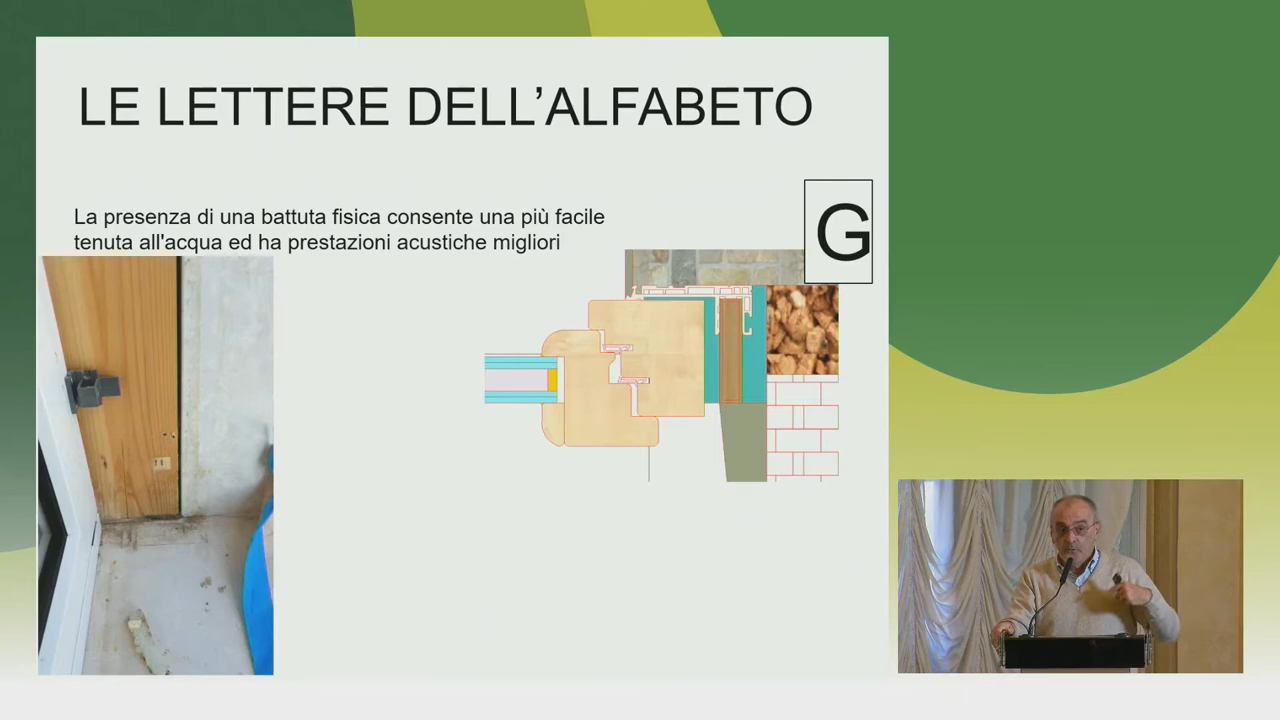 LE LETTERE DELL’ALFABETO
G
La presenza di una battuta fisica consente una più facile
tenuta all'acqua ed ha prestazioni acustiche migliori